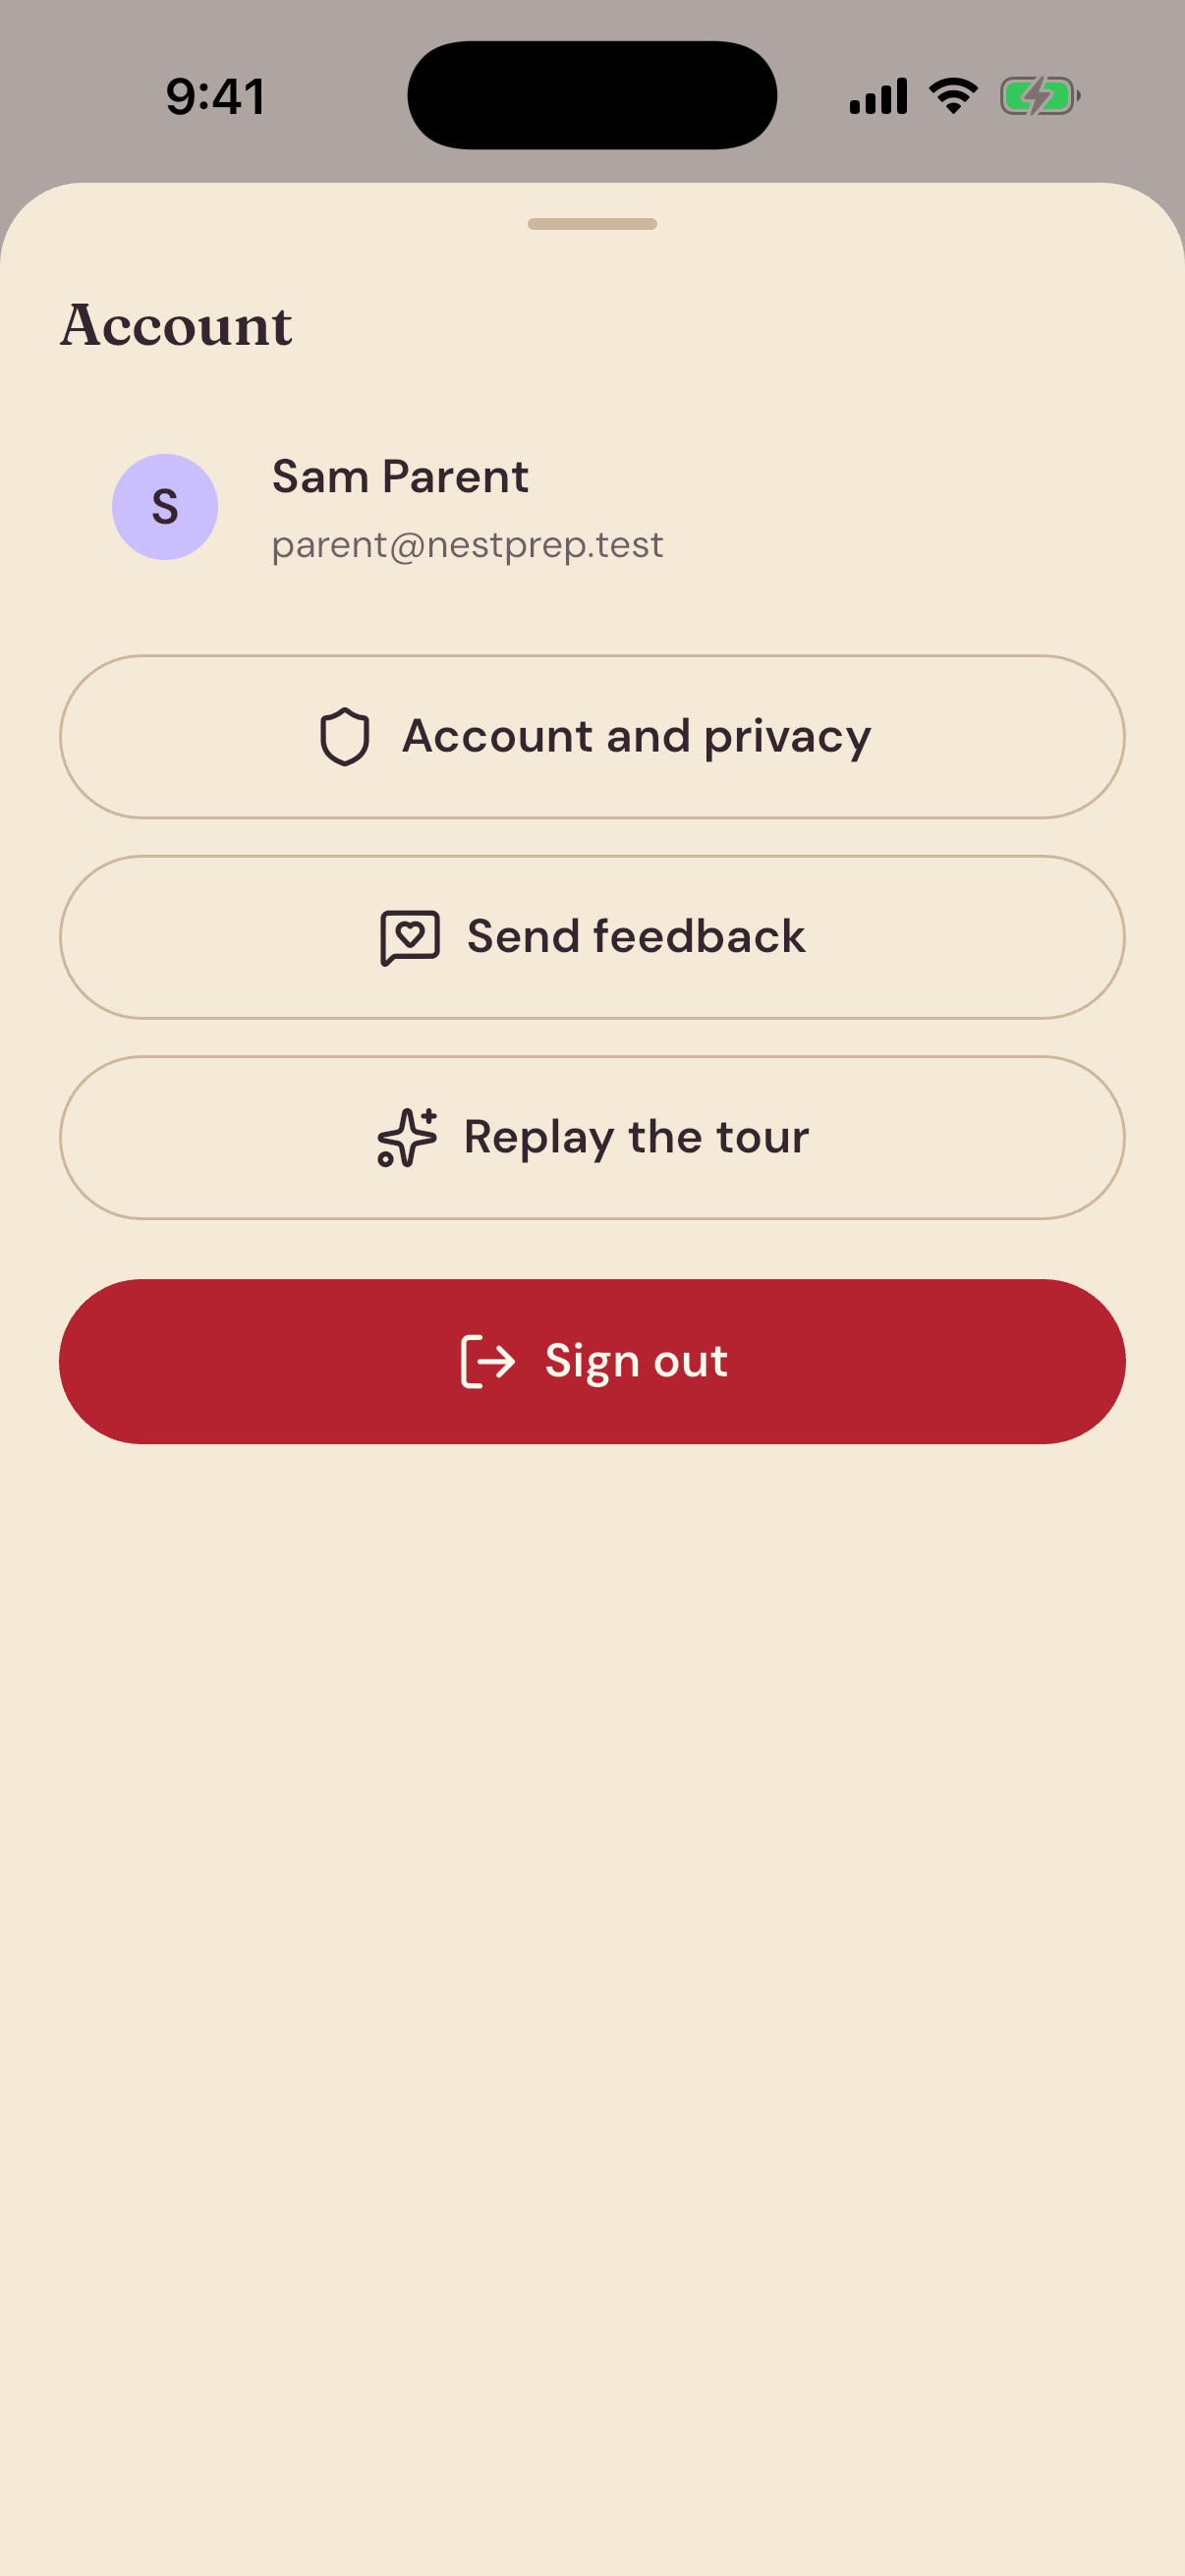 9:41
Account
S
Sam Parent
parent@nestprep.test
Account and privacy
Send feedback
Replay the tour
Sign out